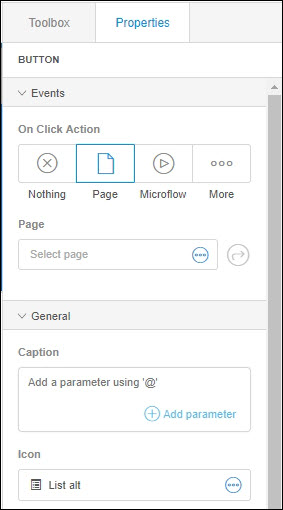 Toolbox Properties
BUTTON
Events
On Click Action
Nothing Page Microflow More
Page
Select page
General
Caption
Add a parameter using '@'
Add parameter
Icon
List alt